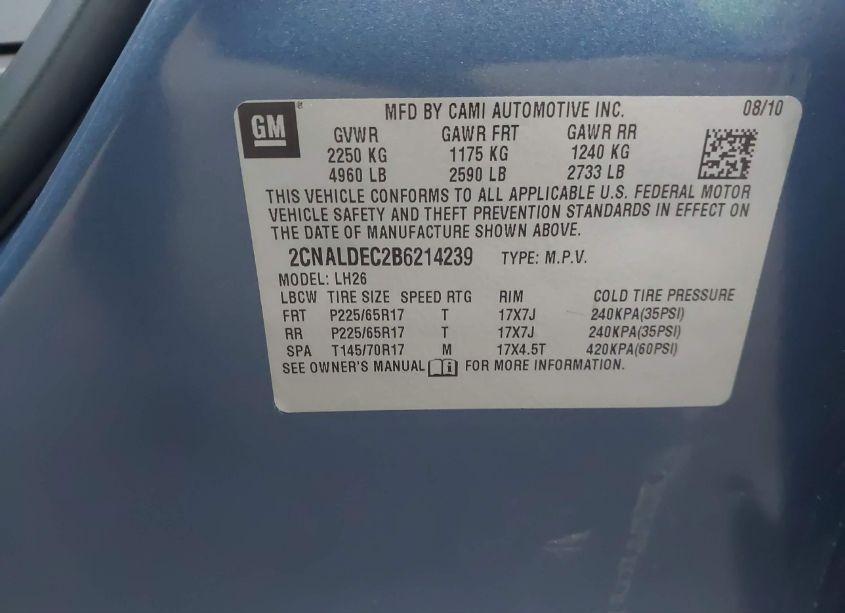 GM ® MFD BY CAMI AUTOMOTIVE INC. 08/10
GVWR GAWR FRT GAWR RR
2250 KG 1175 KG 1240 KG
4960 LB 2590 LB 2733 LB
THIS VEHICLE CONFORMS TO ALL APPLICABLE U.S. FEDERAL MOTOR
VEHICLE SAFETY AND THEFT PREVENTION STANDARDS IN EFFECT ON
THE DATE OF MANUFACTURE SHOWN ABOVE.
2CNALDEC2B6214239 TYPE: M.P.V.
MODEL: LH26
LBCW TIRE SIZE SPEED RTG RIM COLD TIRE PRESSURE
FRT P225/65R17 T 17X7J 240KPA(35PSI)
RR P225/65R17 T 17X7J 240KPA(35PSI)
SPA T145/70R17 M 17X4.5T 420KPA(60PSI)
SEE OWNER'S MANUAL i FOR MORE INFORMATION.